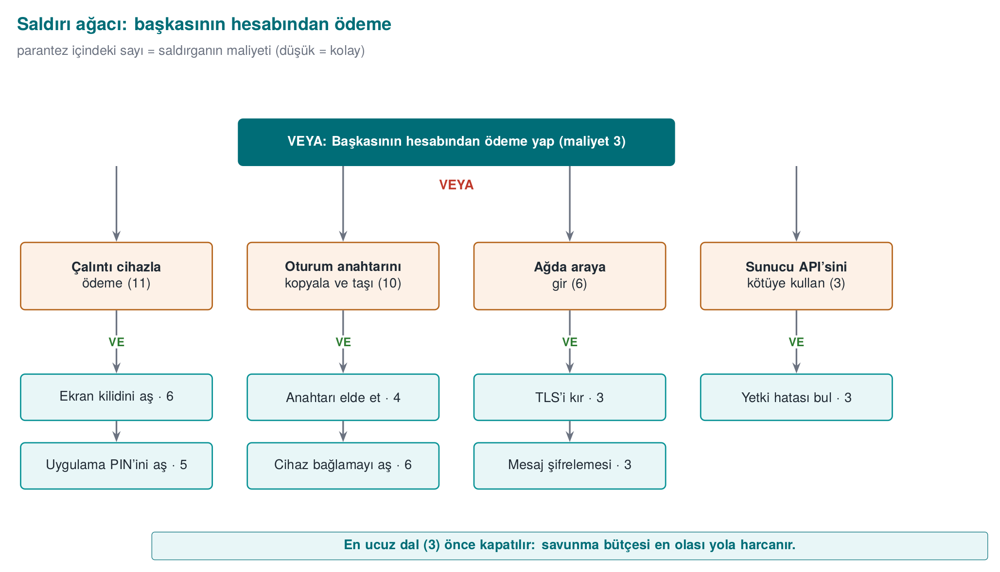 Saldırı ağacı: başkasının hesabından ödeme
parantez içindeki sayı = saldırganın maliyeti (düşük = kolay)
VEYA: Başkasının hesabından ödeme yap (maliyet 3)
VEYA
Çalıntı cihazla
ödeme (11)
Oturum anahtarını
kopyala ve taşı (10)
Ağda araya
gir (6)
Sunucu API’sini
kötüye kullan (3)
VE
VE
VE
VE
Ekran kilidini aş · 6
Anahtarı elde et · 4
TLS’i kır · 3
Yetki hatası bul · 3
Uygulama PIN’ini aş · 5
Cihaz bağlamayı aş · 6
Mesaj şifrelemesi · 3
En ucuz dal (3) önce kapatılır: savunma bütçesi en olası yola harcanır.